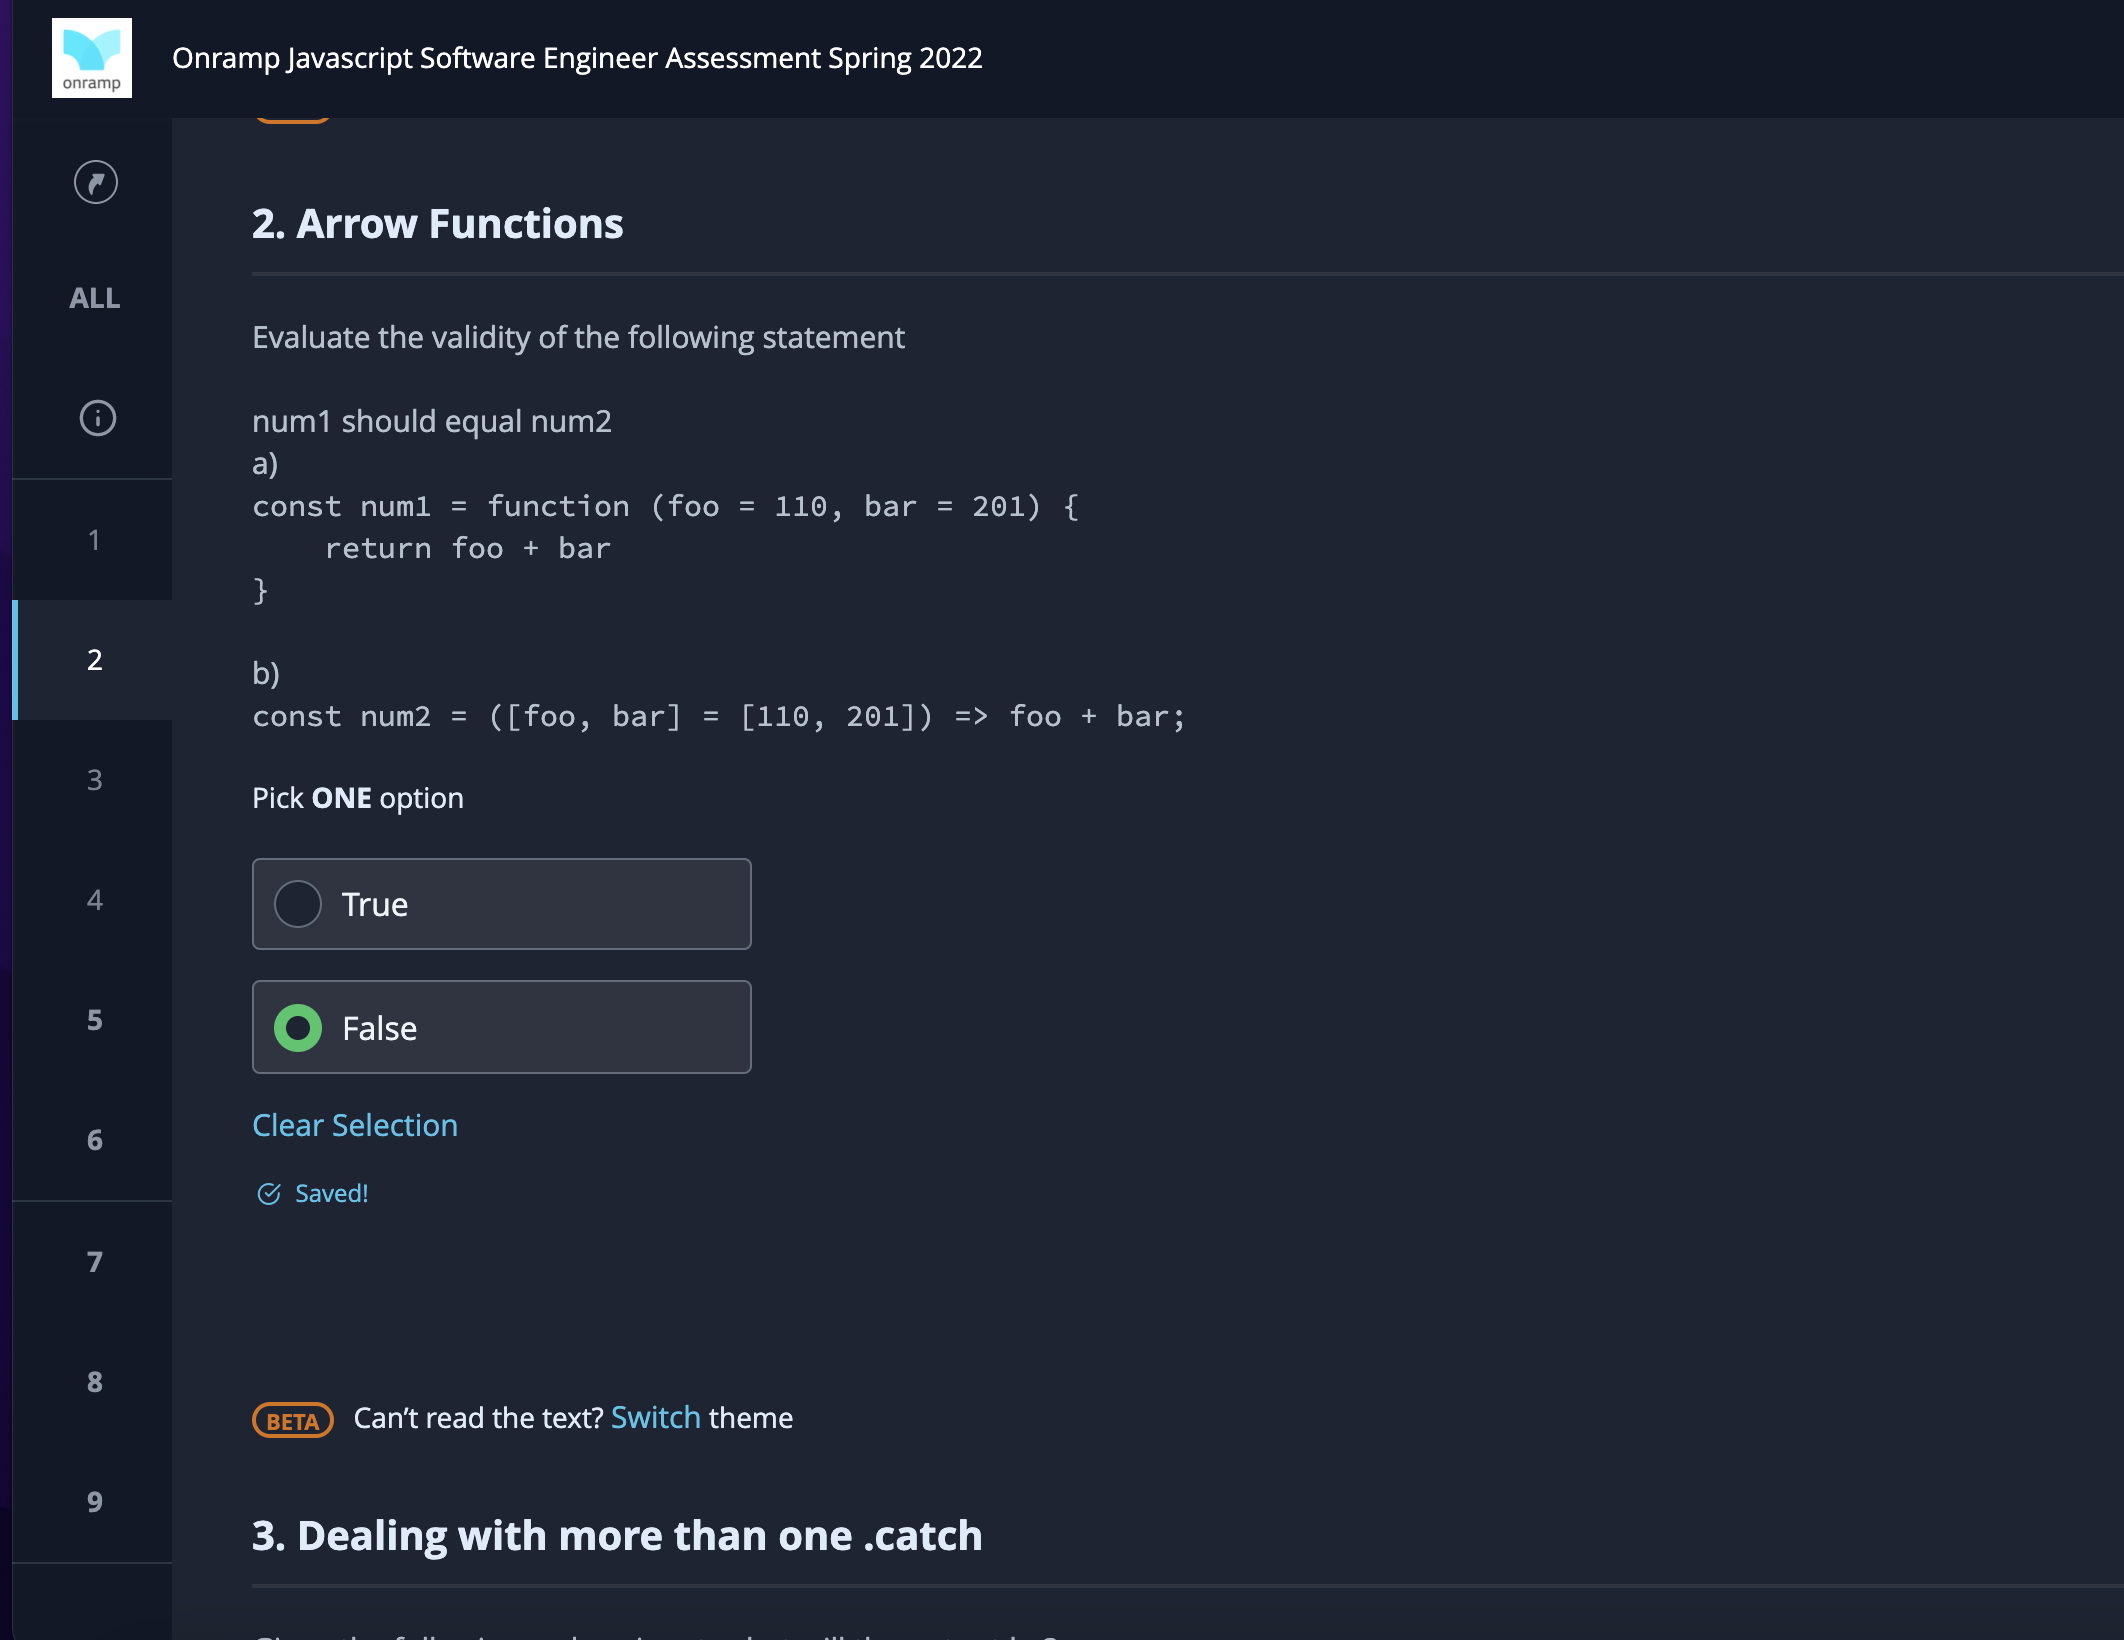 onramp
Onramp Javascript Software Engineer Assessment Spring 2022
ALL
1
2
3
4
5
6
7
8
9
2. Arrow Functions
Evaluate the validity of the following statement
num1 should equal num2
a)
const num1 = function (foo = 110, bar = 201) {
    return foo + bar
}
b)
const num2 = ([foo, bar] = [110, 201]) => foo + bar;
Pick ONE option
True
False
Clear Selection
Saved!
BETA Can't read the text? Switch theme
3. Dealing with more than one .catch